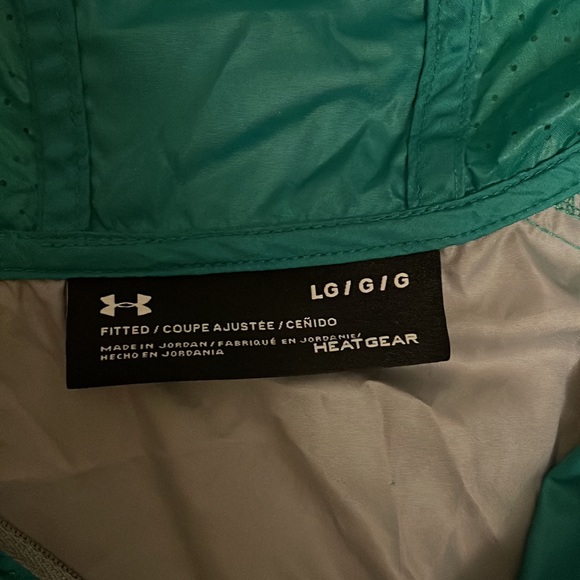 LG / G / G
FITTED / COUPE AJUSTÉE / CEÑIDO
MADE IN JORDAN / FABRIQUÉ EN JORDANIE/
HECHO EN JORDANIA
HEATGEAR